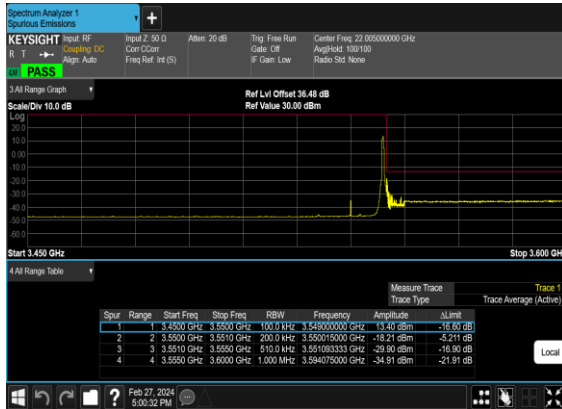 Spectrum Analyzer 1
Spurious Emissions
KEYSIGHT Input: RF Input Z: 50 Ω Atten: 20 dB Trig: Free Run Center Freq: 22.005000000 GHz
R T Coupling: DC Corr CCorr Gate: Off Avg|Hold: 100/100
Align: Auto Freq Ref: Int (S) IF Gain: Low Radio Std: None
PASS
3 All Range Graph
Ref Lvl Offset 36.48 dB
Scale/Div 10.0 dB Ref Value 30.00 dBm
Log
20.0
10.0
0.00
-10.0
-20.0
-30.0
-40.0
-50.0
-60.0
Start 3.450 GHz Stop 3.600 GH
4 All Range Table
Measure Trace Trace 1
Trace Type Trace Average (Active)
Spur Range Start Freq Stop Freq RBW Frequency Amplitude ΔLimit
1 1 3.4500 GHz 3.5500 GHz 100.0 kHz 3.549000000 GHz 13.40 dBm -16.60 dB
2 2 3.5500 GHz 3.5510 GHz 200.0 kHz 3.550015000 GHz -18.21 dBm -5.211 dB
3 3 3.5510 GHz 3.5550 GHz 510.0 kHz 3.551093333 GHz -29.90 dBm -16.90 dB
4 4 3.5550 GHz 3.6000 GHz 1.000 MHz 3.594075000 GHz -34.91 dBm -21.91 dB
Local
Feb 27, 2024
5:00:32 PM